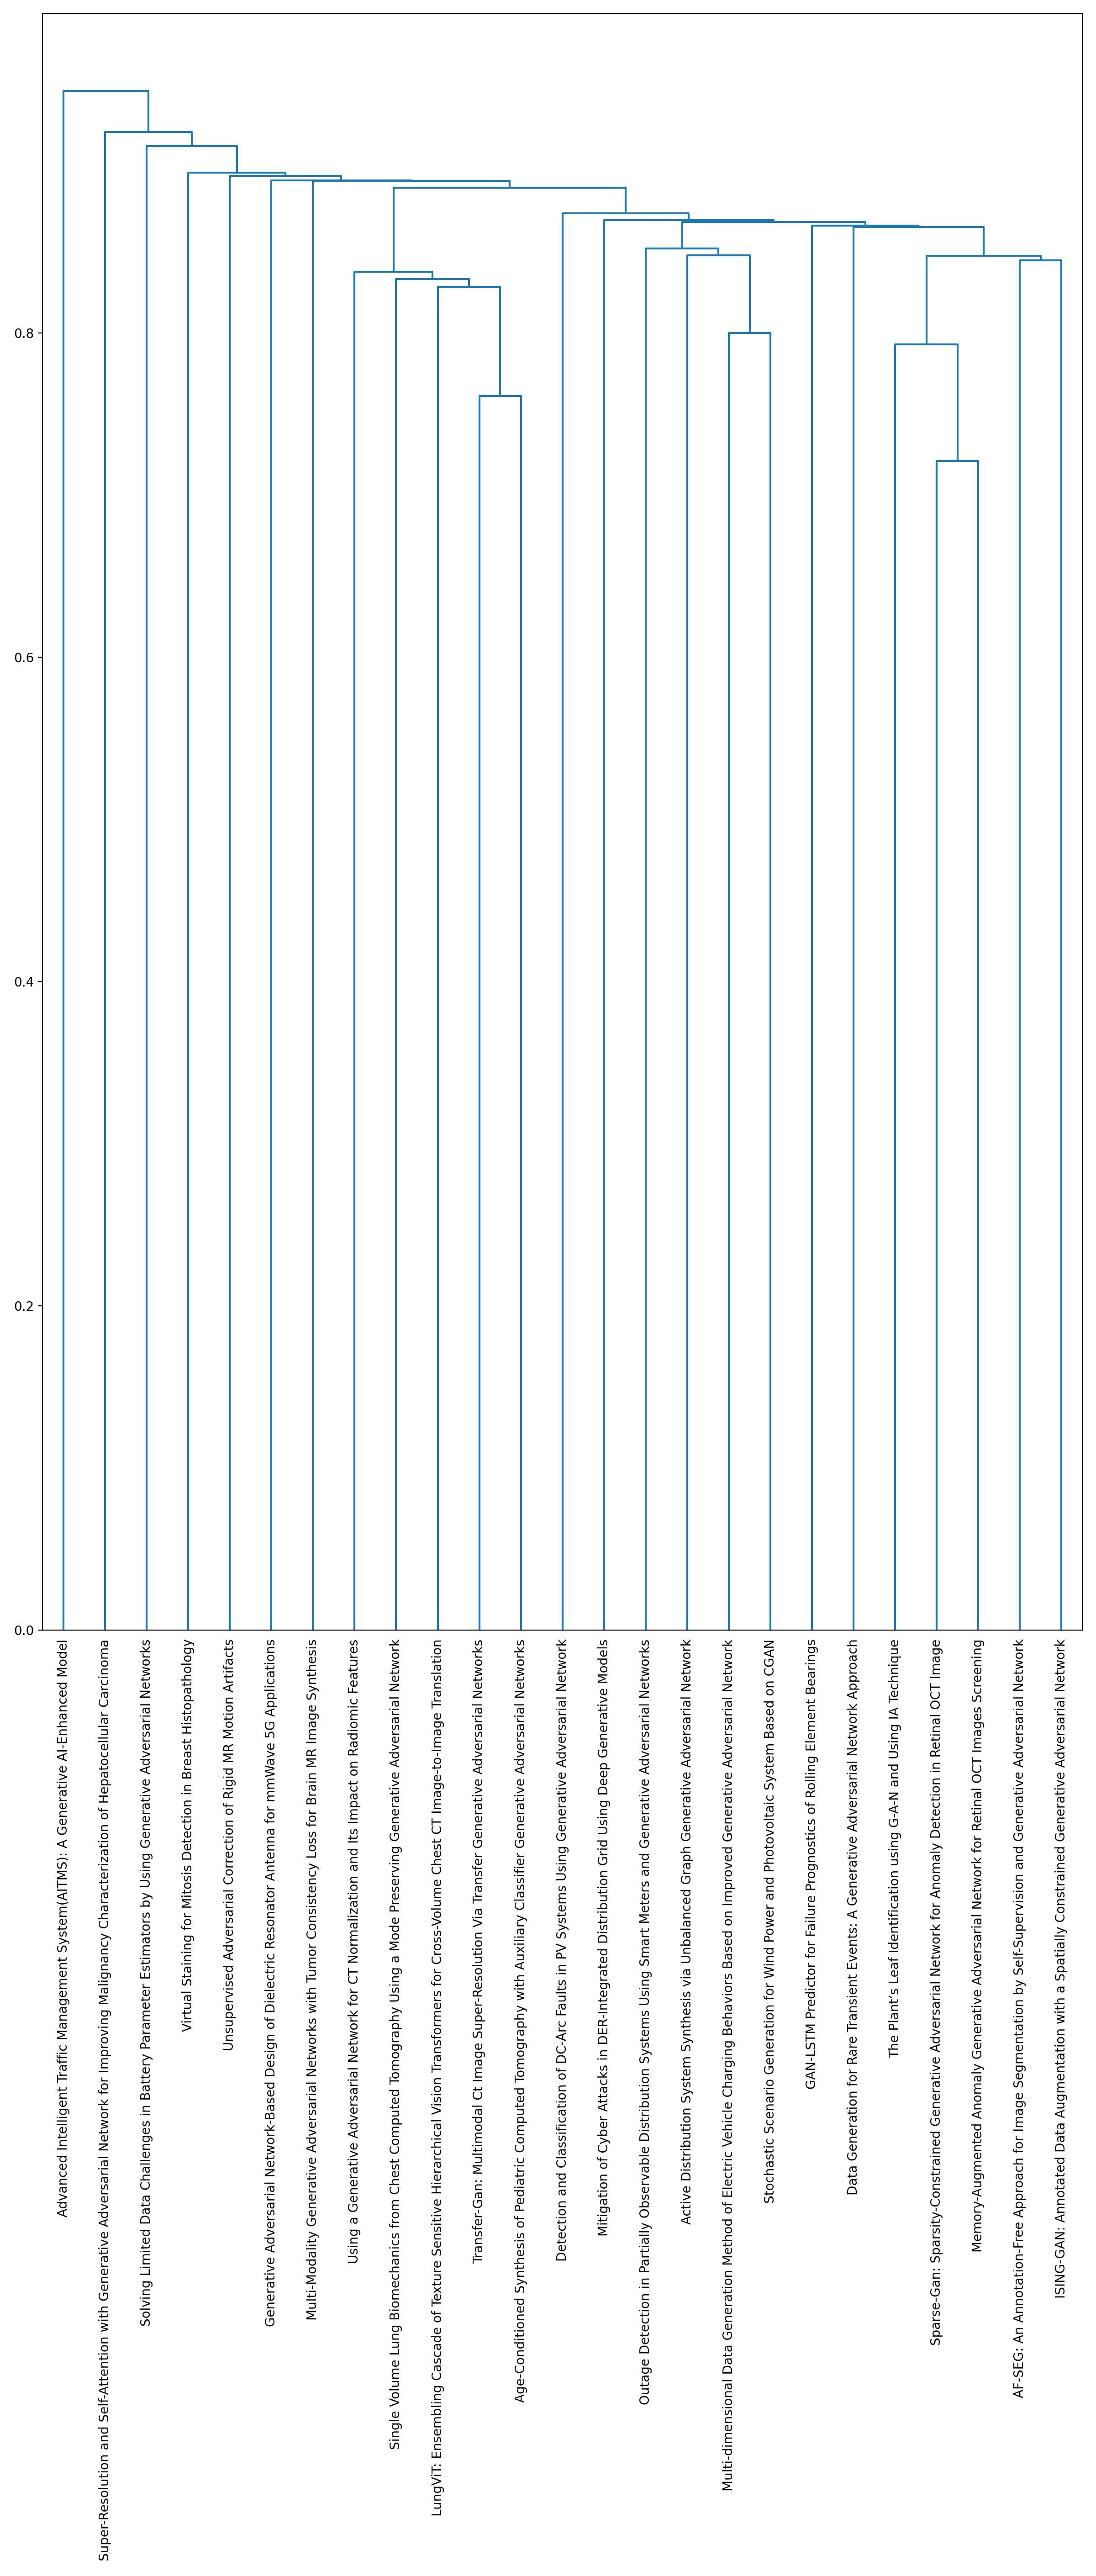 0.8
0.6
0.4
0.2
0.0
Advanced Intelligent Traffic Management System(AITMS): A Generative AI-Enhanced Model
Super-Resolution and Self-Attention with Generative Adversarial Network for Improving Malignancy Characterization of Hepatocellular Carcinoma
Solving Limited Data Challenges in Battery Parameter Estimators by Using Generative Adversarial Networks
Virtual Staining for Mitosis Detection in Breast Histopathology
Unsupervised Adversarial Correction of Rigid MR Motion Artifacts
Generative Adversarial Network-Based Design of Dielectric Resonator Antenna for mmWave 5G Applications
Multi-Modality Generative Adversarial Networks with Tumor Consistency Loss for Brain MR Image Synthesis
Using a Generative Adversarial Network for CT Normalization and Its Impact on Radiomic Features
Single Volume Lung Biomechanics from Chest Computed Tomography Using a Mode Preserving Generative Adversarial Network
LungViT: Ensembling Cascade of Texture Sensitive Hierarchical Vision Transformers for Cross-Volume Chest CT Image-to-Image Translation
Transfer-Gan: Multimodal Ct Image Super-Resolution Via Transfer Generative Adversarial Networks
Age-Conditioned Synthesis of Pediatric Computed Tomography with Auxiliary Classifier Generative Adversarial Networks
Detection and Classification of DC-Arc Faults in PV Systems Using Generative Adversarial Network
Mitigation of Cyber Attacks in DER-Integrated Distribution Grid Using Deep Generative Models
Outage Detection in Partially Observable Distribution Systems Using Smart Meters and Generative Adversarial Networks
Active Distribution System Synthesis via Unbalanced Graph Generative Adversarial Network
Multi-dimensional Data Generation Method of Electric Vehicle Charging Behaviors Based on Improved Generative Adversarial Network
Stochastic Scenario Generation for Wind Power and Photovoltaic System Based on CGAN
GAN-LSTM Predictor for Failure Prognostics of Rolling Element Bearings
Data Generation for Rare Transient Events: A Generative Adversarial Network Approach
The Plant’s Leaf Identification using G-A-N and Using IA Technique
Sparse-Gan: Sparsity-Constrained Generative Adversarial Network for Anomaly Detection in Retinal OCT Image
Memory-Augmented Anomaly Generative Adversarial Network for Retinal OCT Images Screening
AF-SEG: An Annotation-Free Approach for Image Segmentation by Self-Supervision and Generative Adversarial Network
ISING-GAN: Annotated Data Augmentation with a Spatially Constrained Generative Adversarial Network